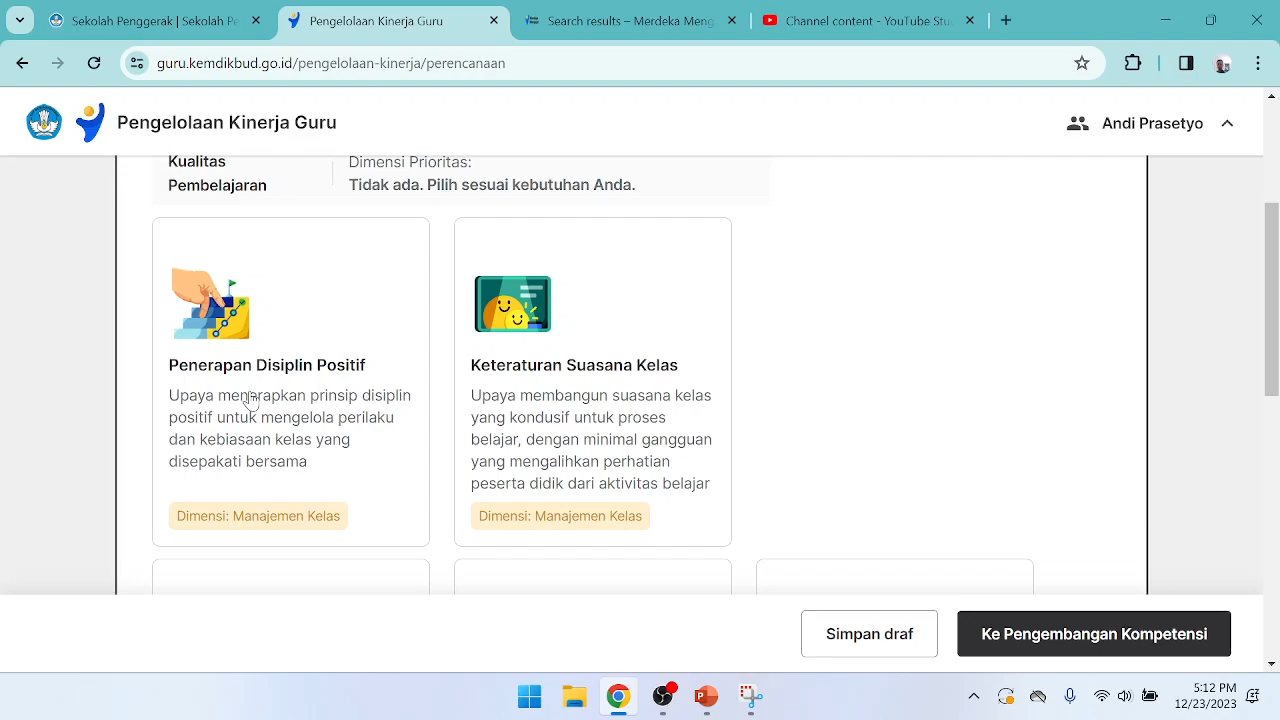 Sekolah Penggerak | Sekolah Pe
Pengelolaan Kinerja Guru
Search results – Merdeka Meng
Channel content - YouTube Stu
guru.kemdikbud.go.id/pengelolaan-kinerja/perencanaan
Pengelolaan Kinerja Guru
Andi Prasetyo
Kualitas
Pembelajaran
Dimensi Prioritas:
Tidak ada. Pilih sesuai kebutuhan Anda.
Penerapan Disiplin Positif
Upaya menerapkan prinsip disiplin
positif untuk mengelola perilaku
dan kebiasaan kelas yang
disepakati bersama
Dimensi: Manajemen Kelas
Keteraturan Suasana Kelas
Upaya membangun suasana kelas
yang kondusif untuk proses
belajar, dengan minimal gangguan
yang mengalihkan perhatian
peserta didik dari aktivitas belajar
Dimensi: Manajemen Kelas
Simpan draf
Ke Pengembangan Kompetensi
5:12 PM
12/23/2023